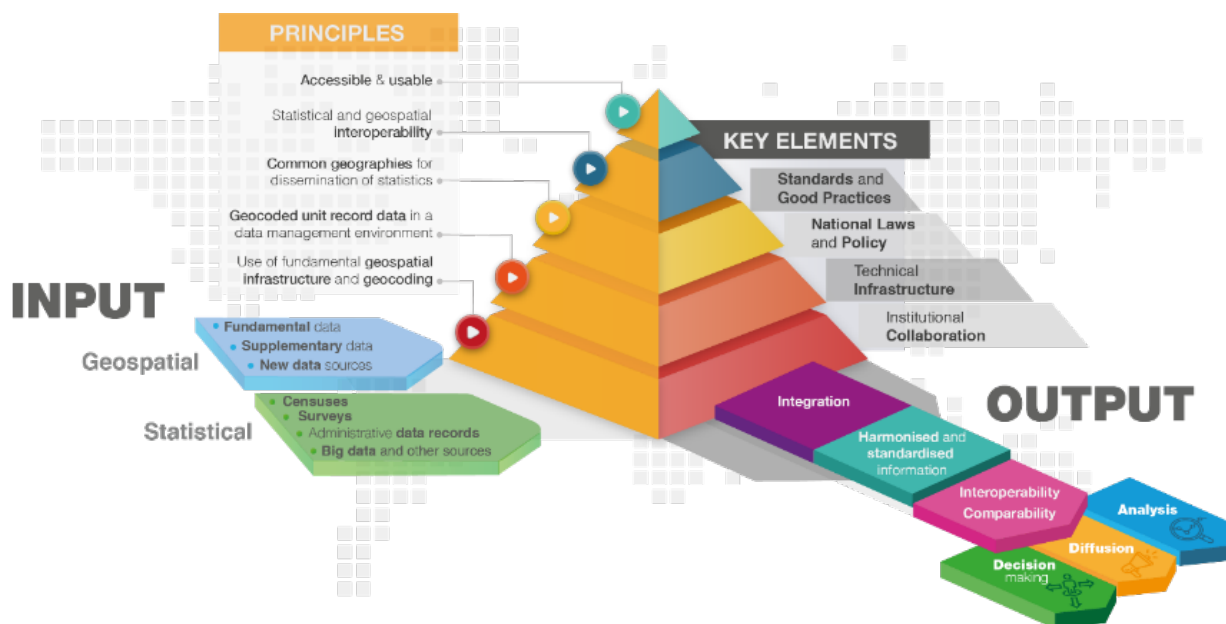 PRINCIPLES
Accessible & usable
Statistical and geospatial
interoperability
Common geographies for
dissemination of statistics
Geocoded unit record data in a
data management environment
Use of fundamental geospatial
infrastructure and geocoding
KEY ELEMENTS
Standards and
Good Practices
National Laws
and Policy
Technical
Infrastructure
Institutional
Collaboration
INPUT
Geospatial
• Fundamental data
• Supplementary data
• New data sources
Statistical
• Censuses
• Surveys
• Administrative data records
• Big data and other sources
OUTPUT
Integration
Harmonised and
standardised
information
Interoperability
Comparability
Analysis
Diffusion
Decision
making